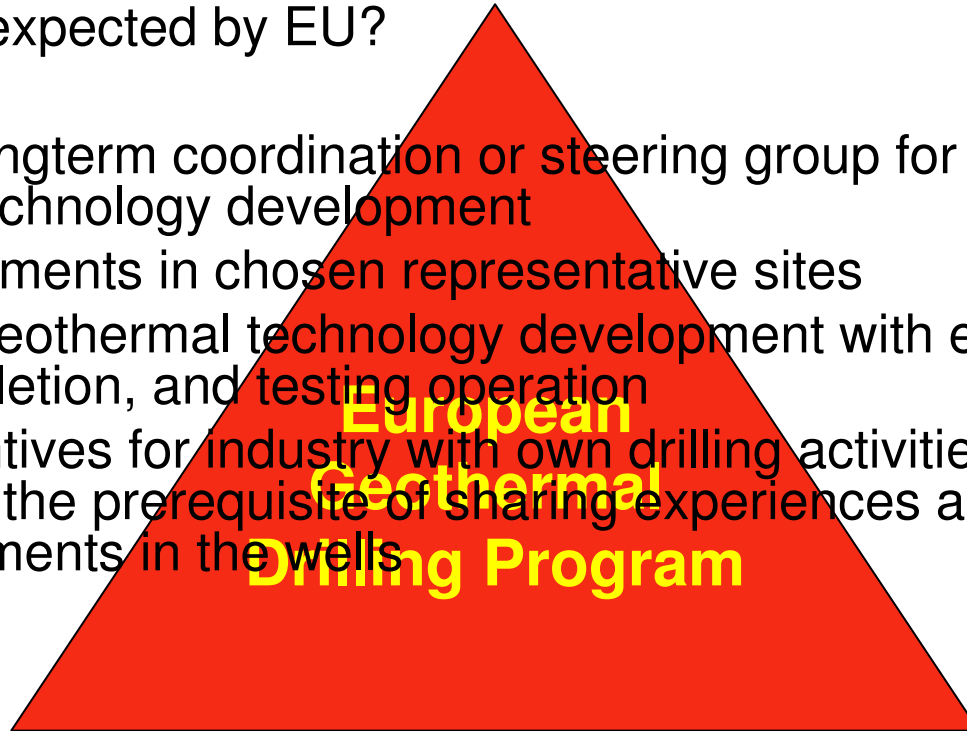 expected by EU?
ngterm coordination or steering group for
chnology development
ments in chosen representative sites
eothermal technology development with e
letion, and testing operation
tives for industry with own drilling activitie
the prerequisite of sharing experiences a
ments in the wells
European
Geothermal
Drilling Program